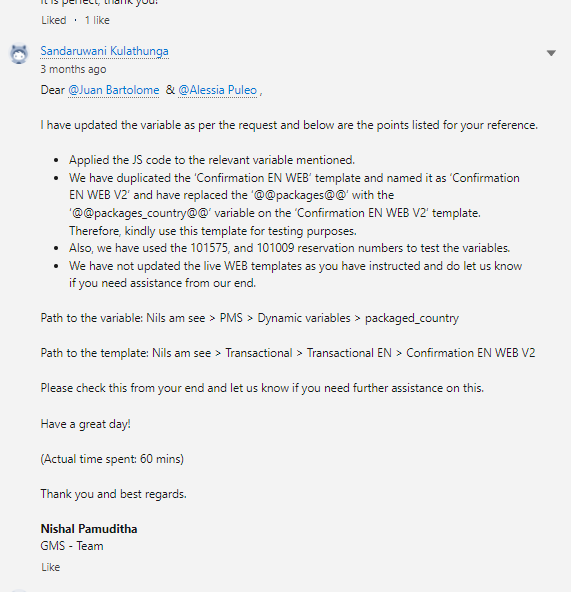 It is perfect, thank you!
Liked · 1 like
Sandaruwani Kulathunga
3 months ago
Dear @Juan Bartolome & @Alessia Puleo ,
I have updated the variable as per the request and below are the points listed for your reference.
• Applied the JS code to the relevant variable mentioned.
• We have duplicated the ‘Confirmation EN WEB’ template and named it as ‘Confirmation
EN WEB V2’ and have replaced the ‘@@packages@@’ with the
‘@@packages_country@@’ variable on the ‘Confirmation EN WEB V2’ template.
Therefore, kindly use this template for testing purposes.
• Also, we have used the 101575, and 101009 reservation numbers to test the variables.
• We have not updated the live WEB templates as you have instructed and do let us know
if you need assistance from our end.
Path to the variable: Nils am see > PMS > Dynamic variables > packaged_country
Path to the template: Nils am see > Transactional > Transactional EN > Confirmation EN WEB V2
Please check this from your end and let us know if you need further assistance on this.
Have a great day!
(Actual time spent: 60 mins)
Thank you and best regards.
Nishal Pamuditha
GMS - Team
Like